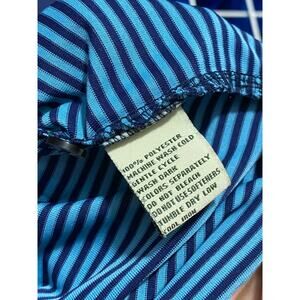 100% POLYESTER
MACHINE WASH COLD
GENTLE CYCLE
WASH DARK
COLORS SEPARATELY
DO NOT BLEACH
DO NOT USE SOFTENERS
TUMBLE DRY LOW
COOL IRON